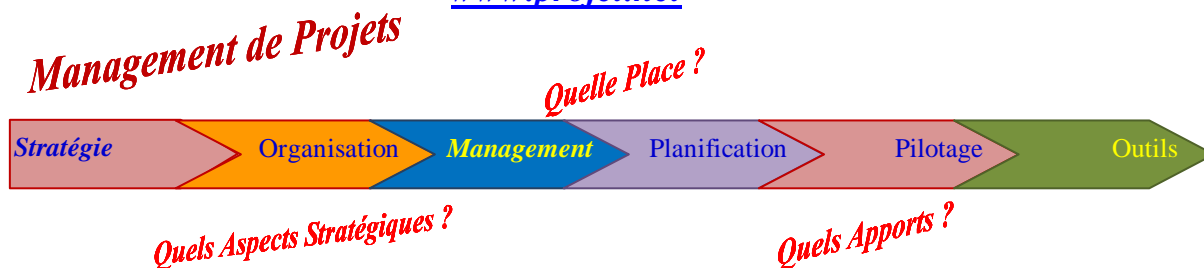 Management de Projets
Quelle Place ?
Stratégie Organisation Management Planification Pilotage Outils
Quels Aspects Stratégiques ?
Quels Apports ?